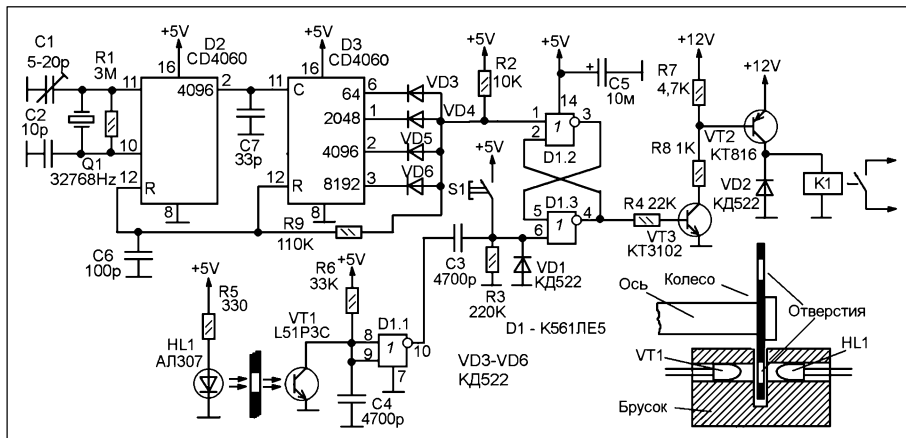 C1
5-20p
R1
3M
+5V
D2
CD4060
16
11
2
4096
C2
10p
10
Q1
32768Hz
12
R
8
C6
100p
+5V
D3
CD4060
16
11
C
6
64
1
2048
2
4096
3
8192
12
R
8
C7
33p
R9
110K
VD3
VD4
VD5
VD6
+5V
R2
10K
+5V
+
C5
10м
14
1
2
1
3
D1.2
+5V
S1
5
6
1
4
D1.3
C3
4700p
R3
220K
VD1
КД522
R4 22K
+12V
R7
4,7K
R8 1K
VT3
КТ3102
+12V
VT2
КТ816
VD2
КД522
K1
+5V
R5
330
HL1
АЛ307
VT1
L51P3C
+5V
R6
33K
8
9
D1.1
1
10
7
C4
4700p
D1 - К561ЛЕ5
VD3-VD6
КД522
Колесо
Ось
Отверстия
VT1
HL1
Брусок